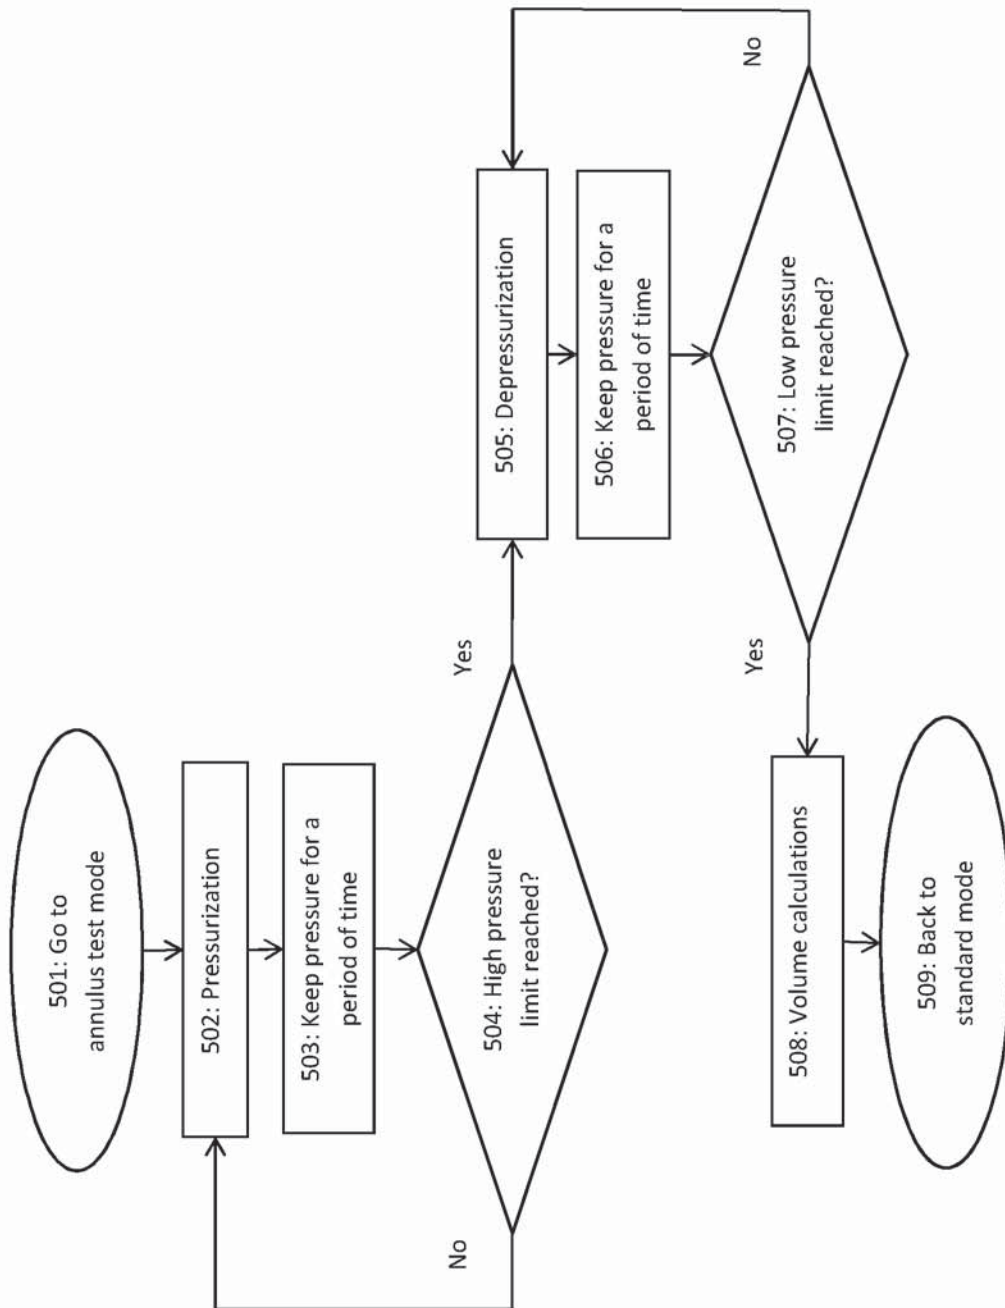 501: Go to
annulus test mode
502: Pressurization
503: Keep pressure for a
period of time
504: High pressure
limit reached?
No
Yes
505: Depressurization
506: Keep pressure for a
period of time
507: Low pressure
limit reached?
No
Yes
508: Volume calculations
509: Back to
standard mode